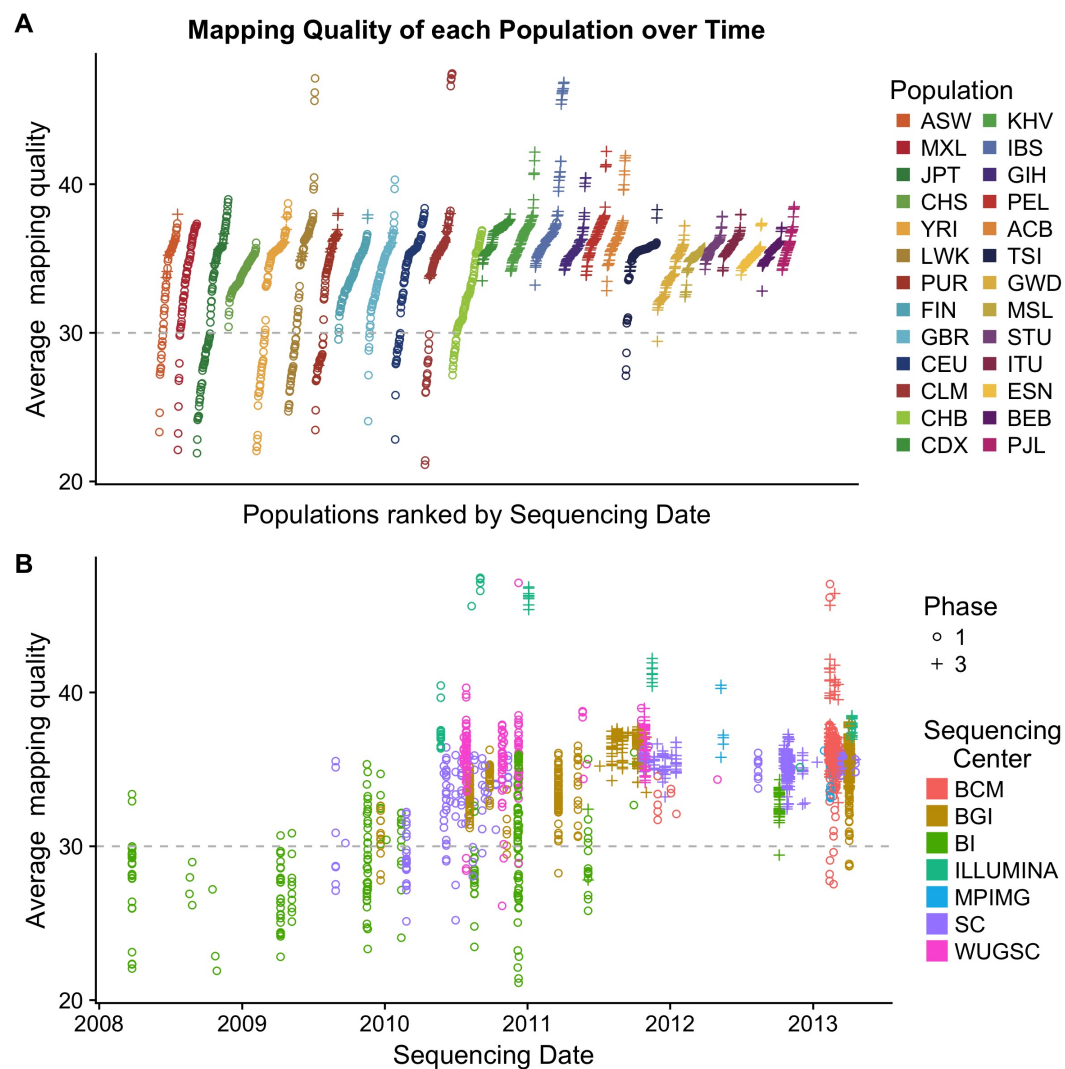 A
Mapping Quality of each Population over Time
Average mapping quality
40
30
20
Populations ranked by Sequencing Date
Population
ASW KHV
MXL IBS
JPT GIH
CHS PEL
YRI ACB
LWK TSI
PUR GWD
FIN MSL
GBR STU
CEU ITU
CLM ESN
CHB BEB
CDX PJL
B
Average mapping quality
40
30
20
2008 2009 2010 2011 2012 2013
Sequencing Date
Phase
1
3
Sequencing
Center
BCM
BGI
BI
ILLUMINA
MPIMG
SC
WUGSC